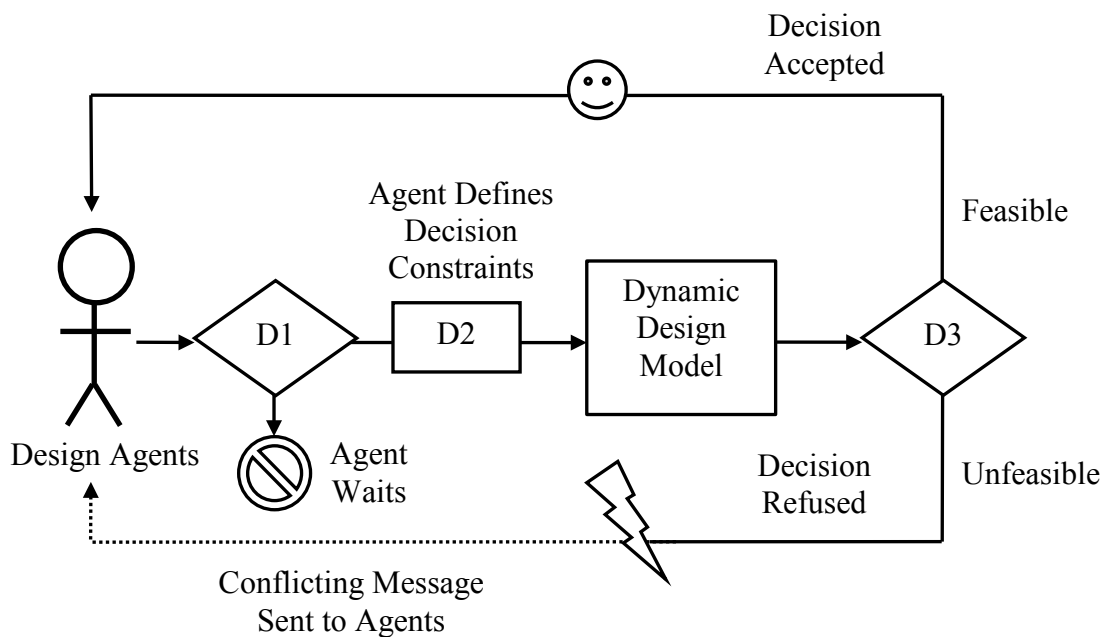 Decision
Accepted
Agent Defines
Decision
Constraints
Feasible
D1
D2
Dynamic
Design
Model
D3
Design Agents
Agent
Waits
Decision
Refused
Unfeasible
Conflicting Message
Sent to Agents